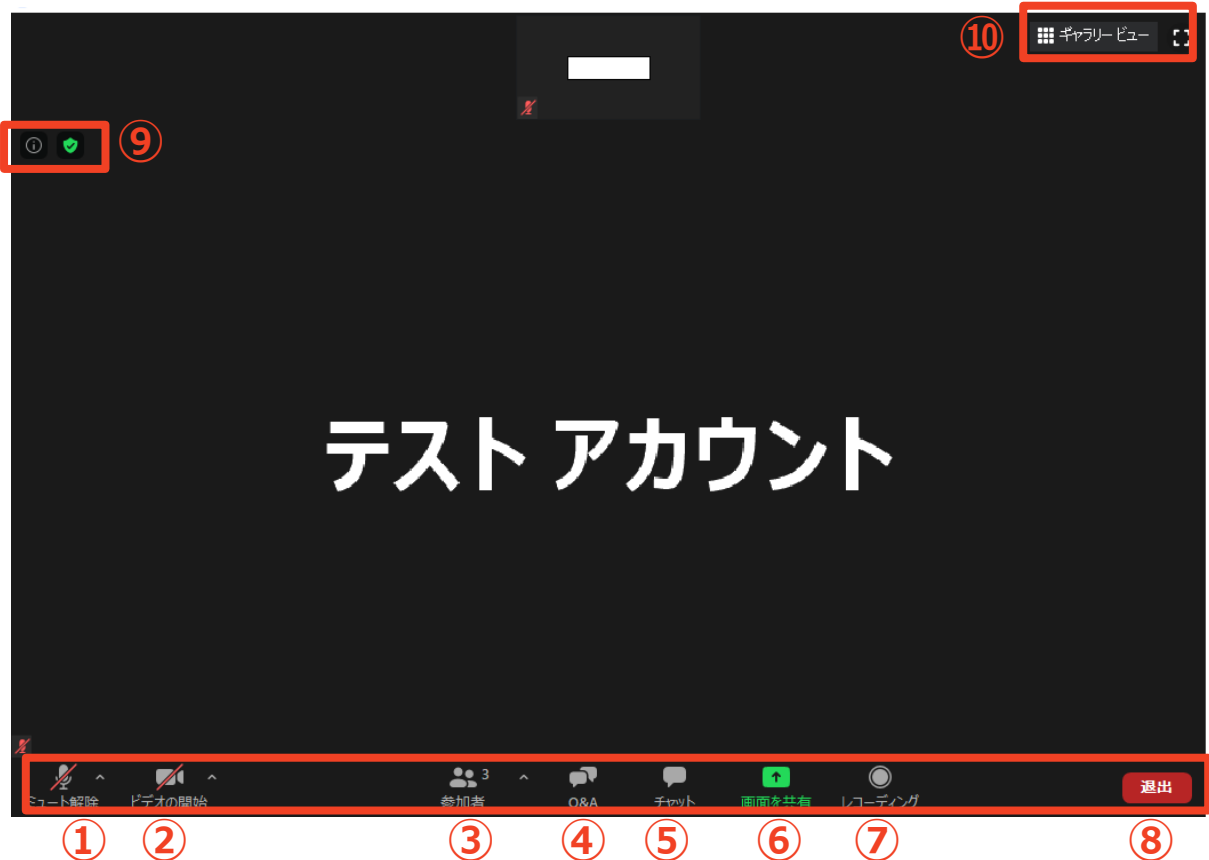 ⑩
ギャラリー ビュー
⑨
テスト アカウント
ミュート解除 ビデオの開始 参加者 3 Q&A チャット 画面を共有 レコーディング 退出
① ② ③ ④ ⑤ ⑥ ⑦ ⑧